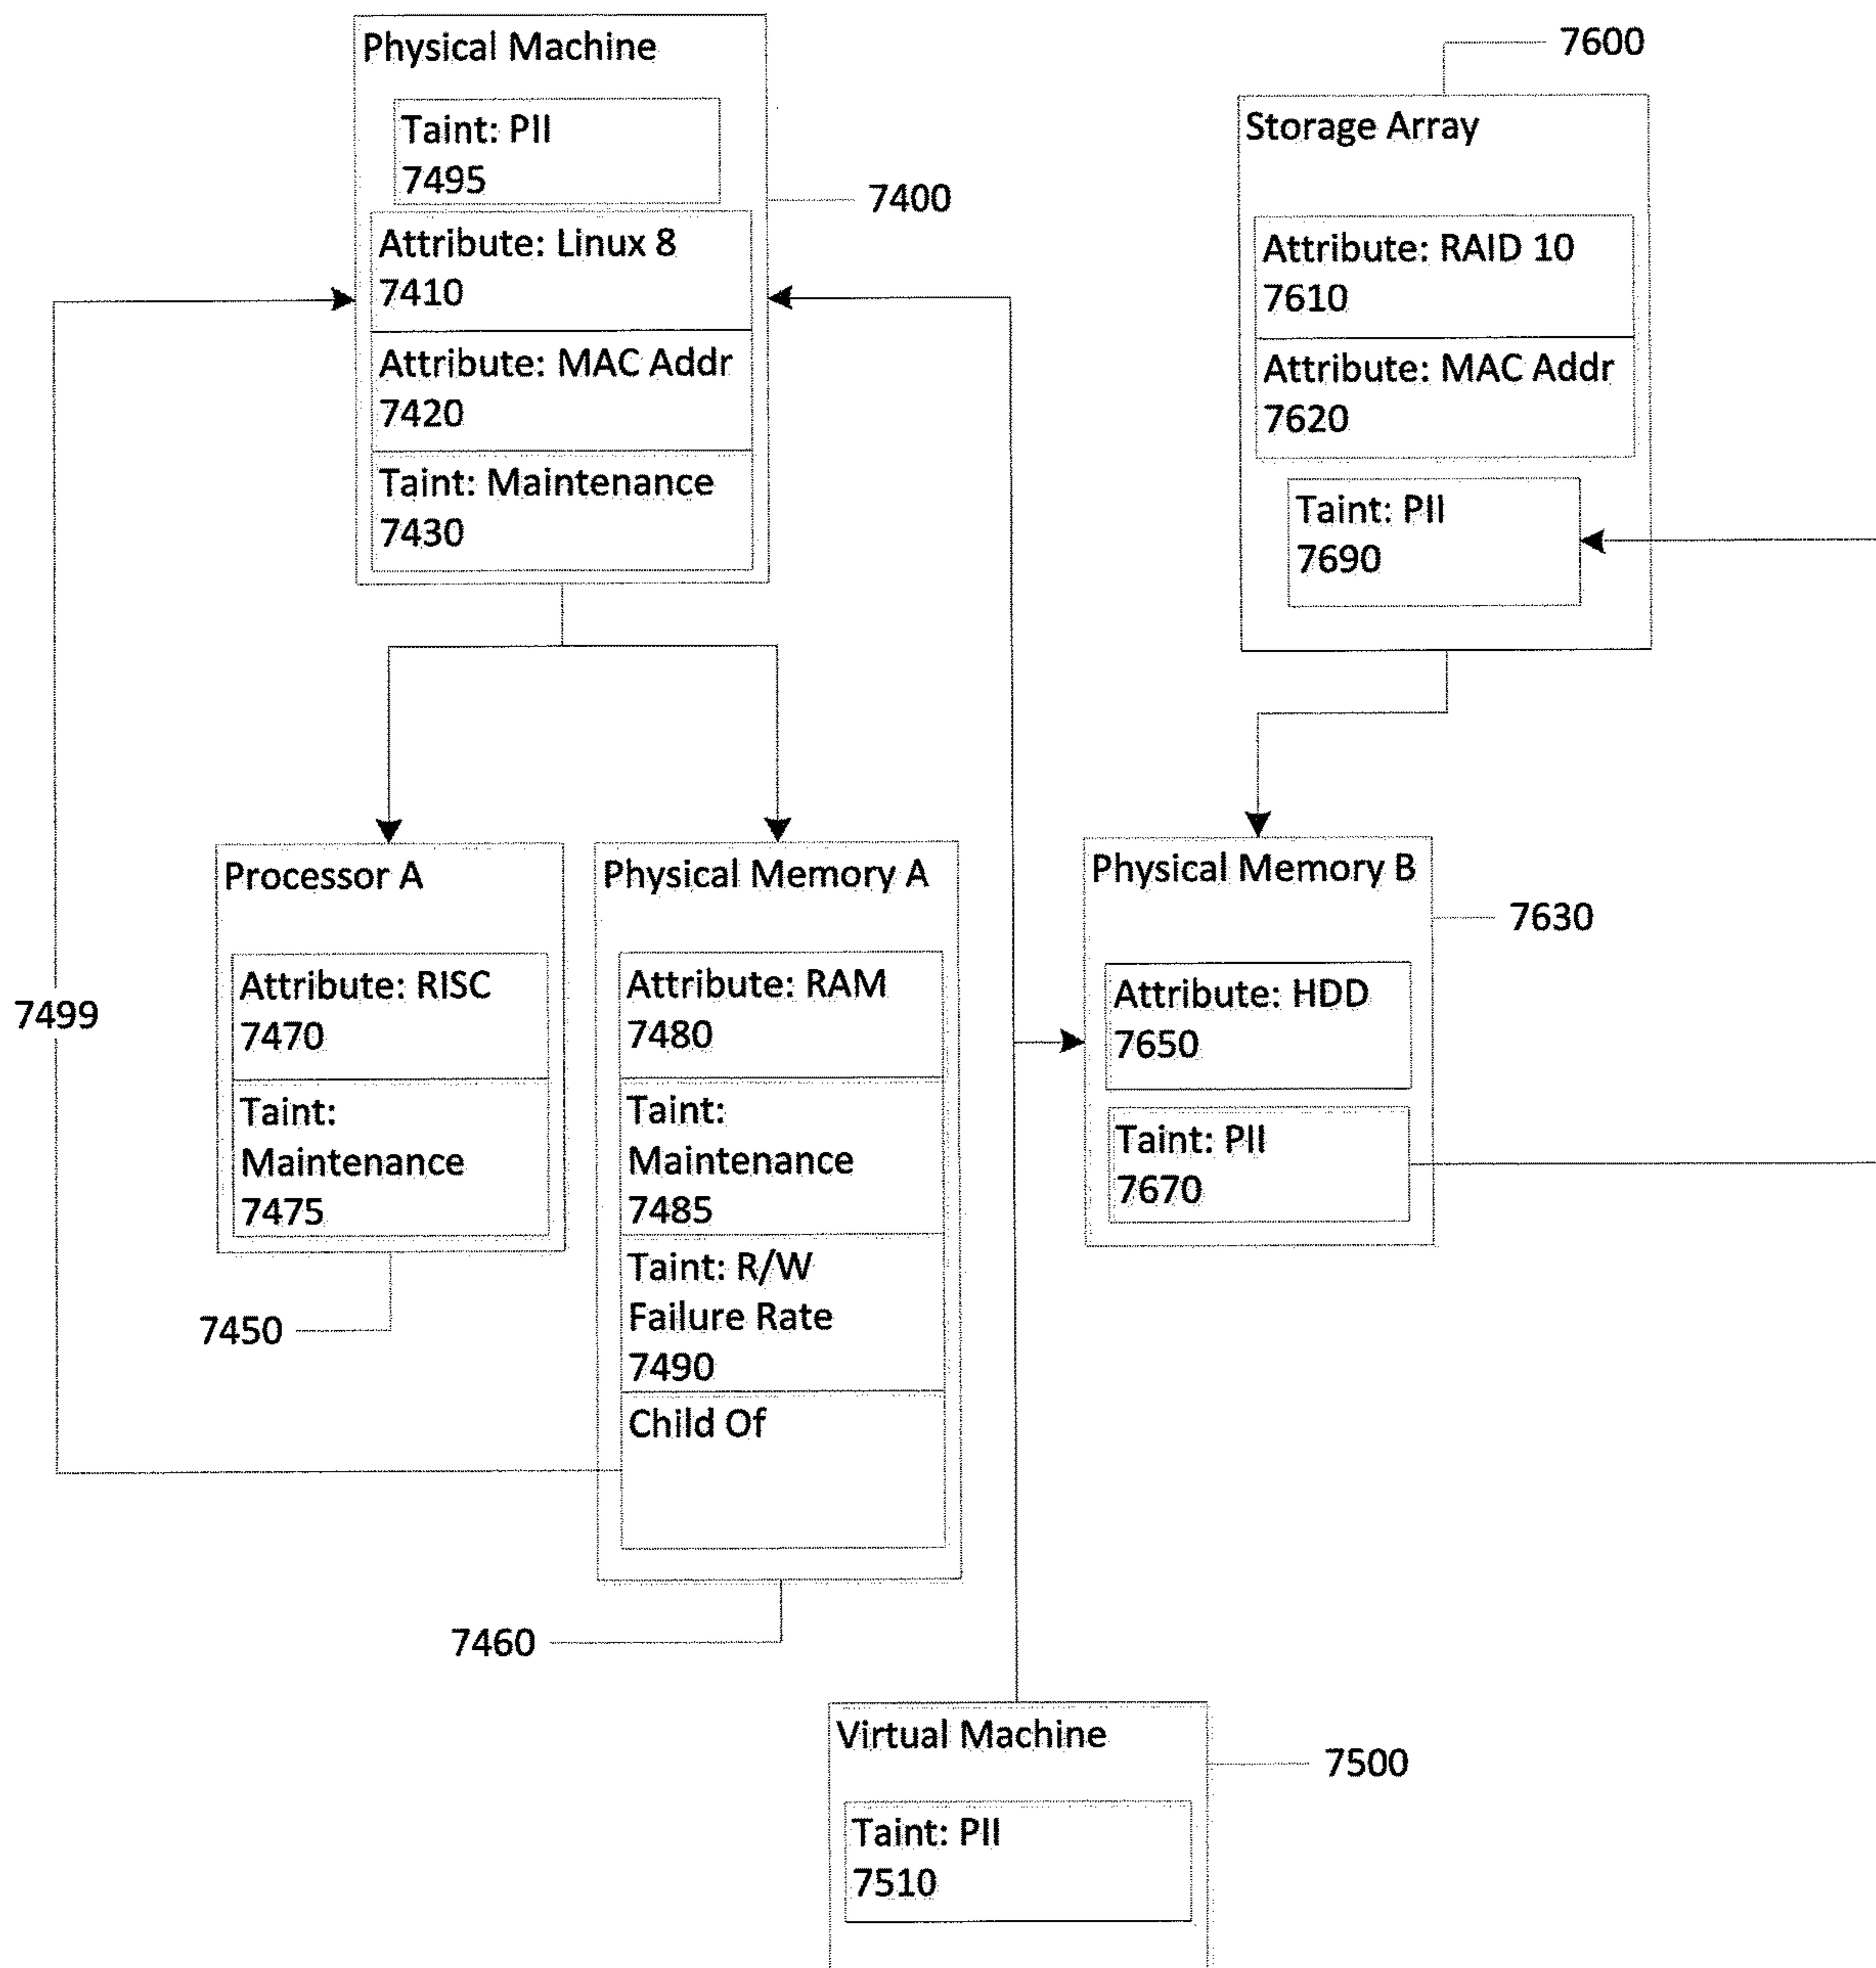 Physical Machine
Taint: PII
7495
7400
Attribute: Linux 8
7410
Attribute: MAC Addr
7420
Taint: Maintenance
7430
7600
Storage Array
Attribute: RAID 10
7610
Attribute: MAC Addr
7620
Taint: PII
7690
Processor A
Attribute: RISC
7470
Taint:
Maintenance
7475
7450
7499
Physical Memory A
Attribute: RAM
7480
Taint:
Maintenance
7485
Taint: R/W
Failure Rate
7490
Child Of
7460
Physical Memory B
7630
Attribute: HDD
7650
Taint: PII
7670
Virtual Machine
7500
Taint: PII
7510